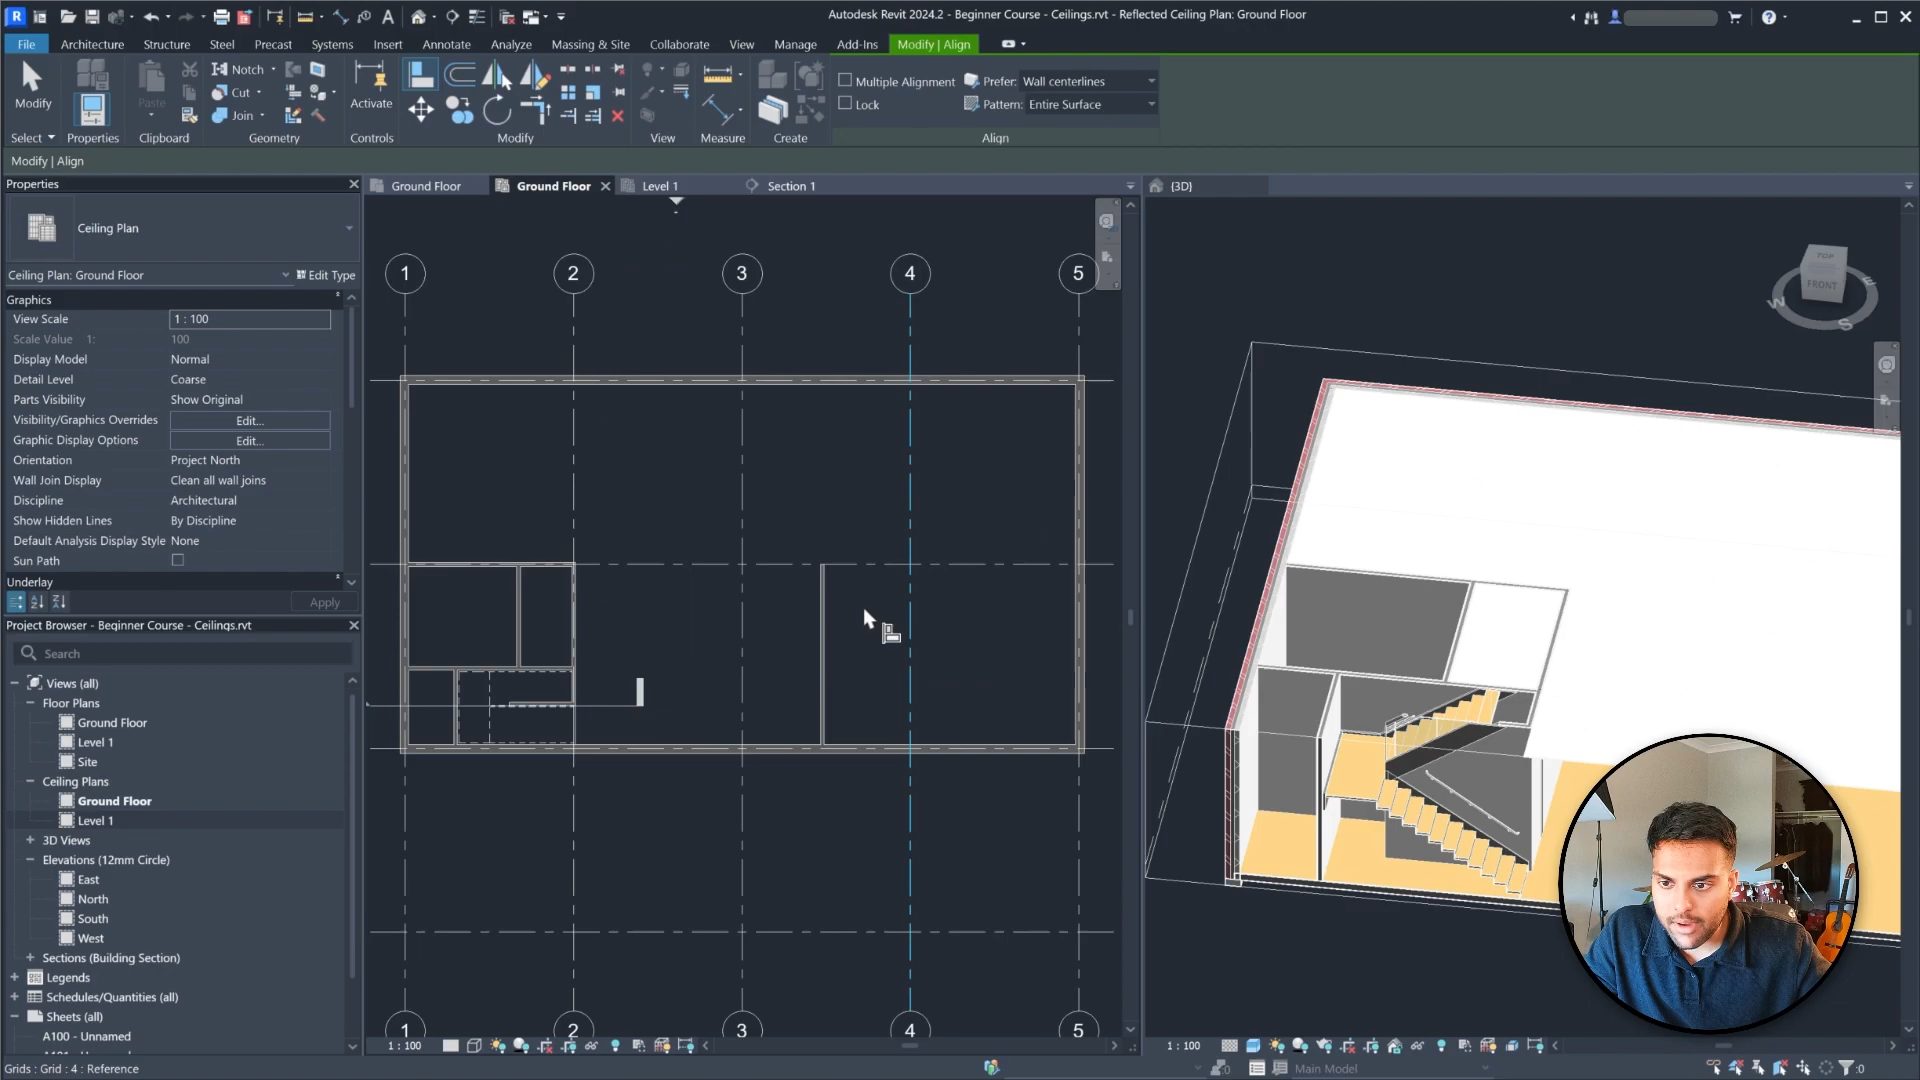 Autodesk Revit 2024.2 - Beginner Course - Ceilings.rvt - Reflected Ceiling Plan: Ground Floor
File Architecture Structure Steel Precast Systems Insert Annotate Analyze Massing & Site Collaborate View Manage Add-Ins Modify | Align
Modify Properties Paste Notch Cut Join Activate
Multiple Alignment Prefer: Wall centerlines
Lock Pattern: Entire Surface
Select Properties Clipboard Geometry Controls Modify View Measure Create Align
Modify | Align
Properties
Ceiling Plan
Ceiling Plan: Ground Floor Edit Type
Graphics
View Scale 1 : 100
Scale Value 1: 100
Display Model Normal
Detail Level Coarse
Parts Visibility Show Original
Visibility/Graphics Overrides Edit...
Graphic Display Options Edit...
Orientation Project North
Wall Join Display Clean all wall joins
Discipline Architectural
Show Hidden Lines By Discipline
Default Analysis Display Style None
Sun Path
Underlay
Apply
Project Browser - Beginner Course - Ceilings.rvt
Search
Views (all)
Floor Plans
Ground Floor
Level 1
Site
Ceiling Plans
Ground Floor
Level 1
3D Views
Elevations (12mm Circle)
East
North
South
West
Sections (Building Section)
Legends
Schedules/Quantities (all)
Sheets (all)
A100 - Unnamed
Ground Floor Ground Floor Level 1 Section 1
1 2 3 4 5
1 2 3 4 5
1 : 100
{3D}
TOP
FRONT
W S E
1 : 100
Grids : Grid : 4 : Reference
Main Model
:0